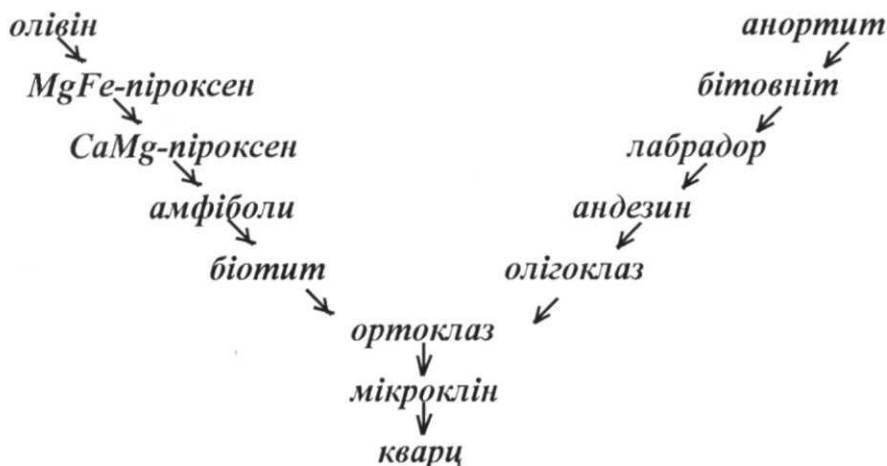 олівін анортит
MgFe-піроксен бітовніт
CaMg-піроксен лабрадор
амфіболи андезин
біотит олігоклаз
ортоклаз
мікроклін
кварц